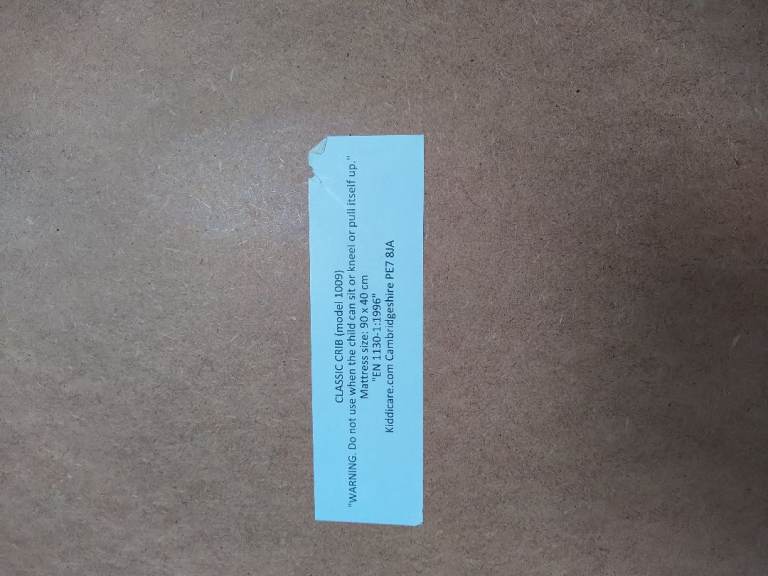 CLASSIC CRIB (model 1009)
"WARNING. Do not use when the child can sit or kneel or pull itself up."
Mattress size: 90 x 40 cm
"EN 1130-1:1996"
Kiddicare.com Cambridgeshire PE7 8JA